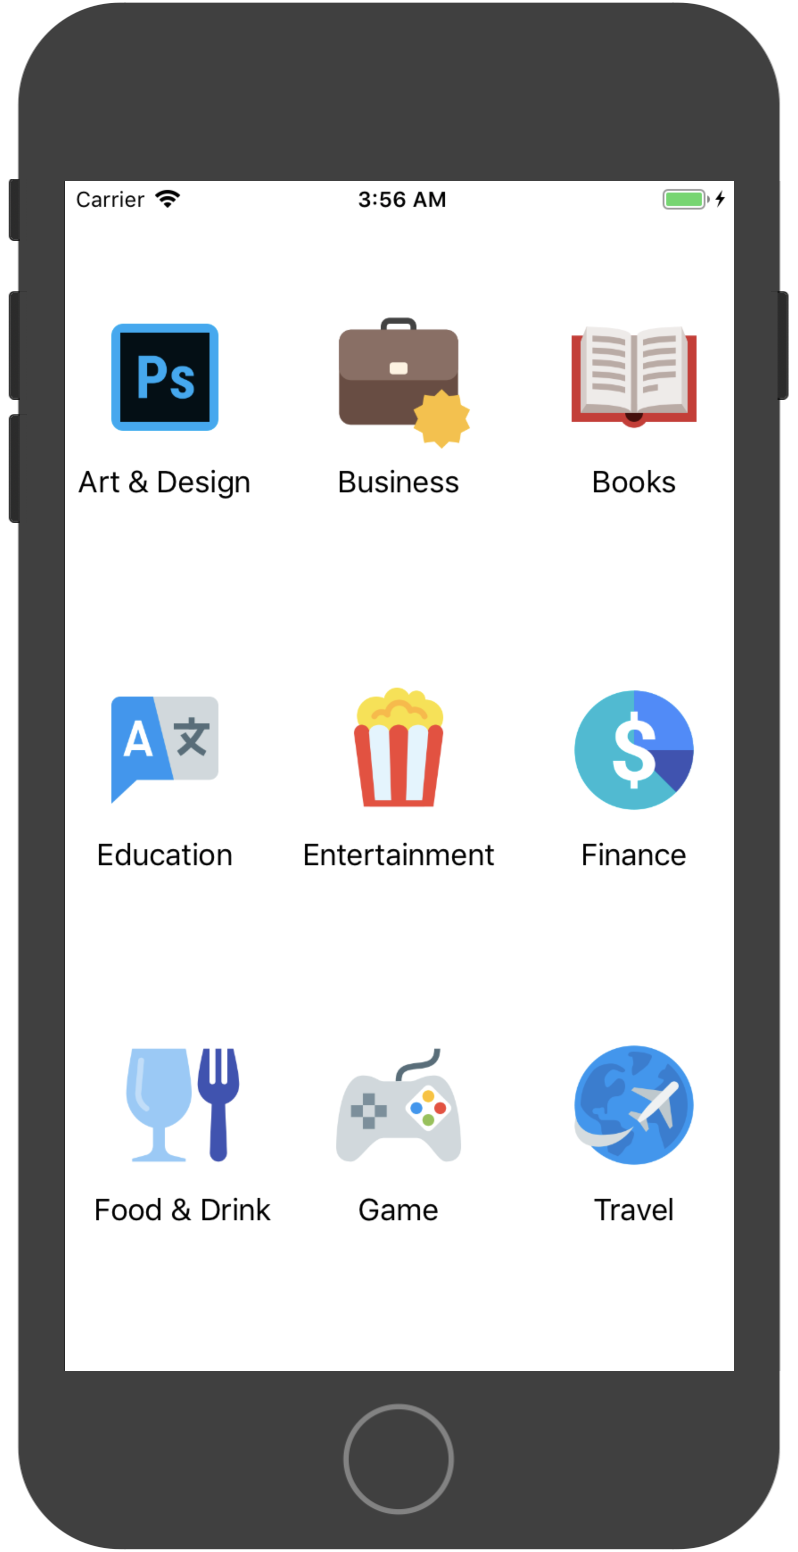 Carrier 3:56 AM
Ps
Art & Design Business Books
A 文
$
Education Entertainment Finance
Food & Drink Game Travel